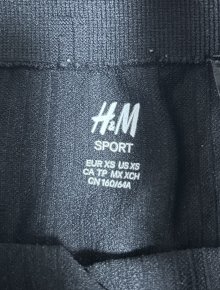 H&M
SPORT
EUR XS US XS
CA TP MX XCH
CN 160/64A